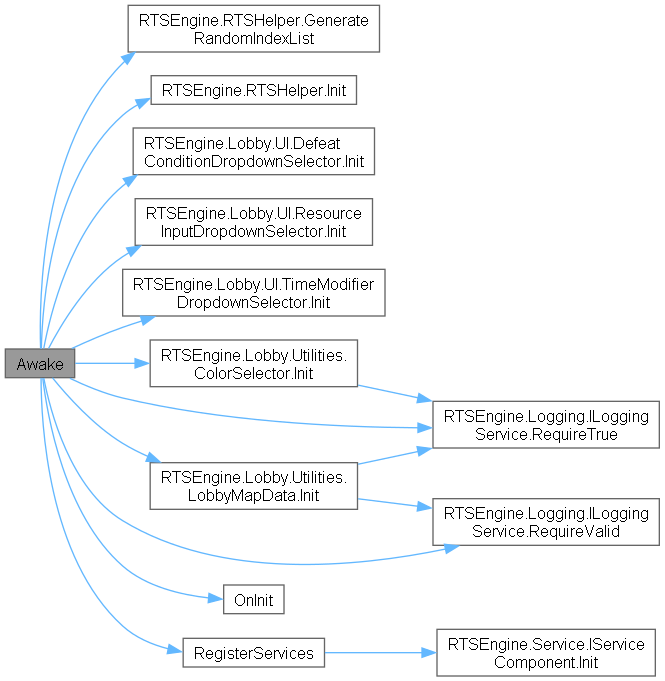 RTSEngine.RTSHelper.Generate
RandomIndexList
RTSEngine.RTSHelper.Init
RTSEngine.Lobby.UI.Defeat
ConditionDropdownSelector.Init
RTSEngine.Lobby.UI.Resource
InputDropdownSelector.Init
RTSEngine.Lobby.UI.TimeModifier
DropdownSelector.Init
Awake
RTSEngine.Lobby.Utilities.
ColorSelector.Init
RTSEngine.Logging.ILogging
Service.RequireTrue
RTSEngine.Lobby.Utilities.
LobbyMapData.Init
RTSEngine.Logging.ILogging
Service.RequireValid
OnInit
RegisterServices
RTSEngine.Service.IService
Component.Init